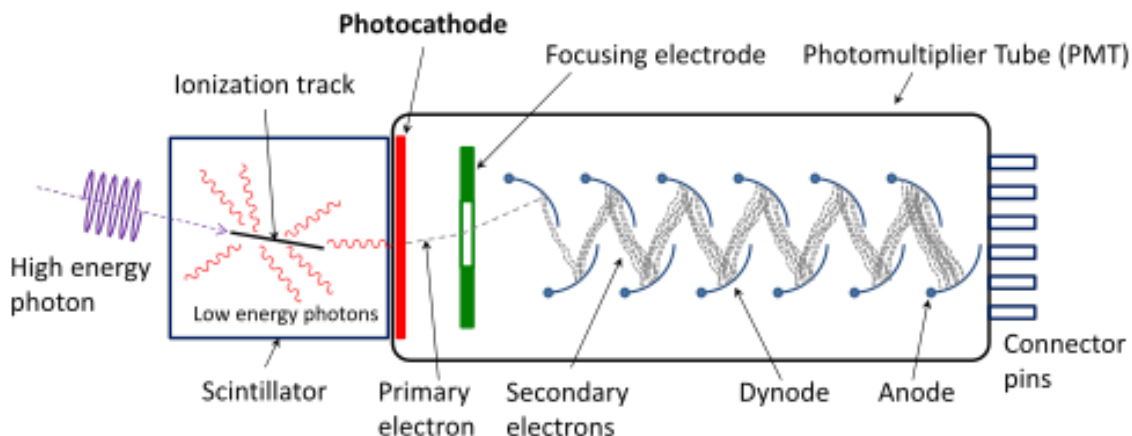 Photocathode
Focusing electrode
Photomultiplier Tube (PMT)
Ionization track
High energy
photon
Low energy photons
Scintillator
Primary
electron
Secondary
electrons
Dynode
Anode
Connector
pins